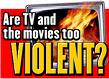 Are TV and
the movies too
VIOLENT?